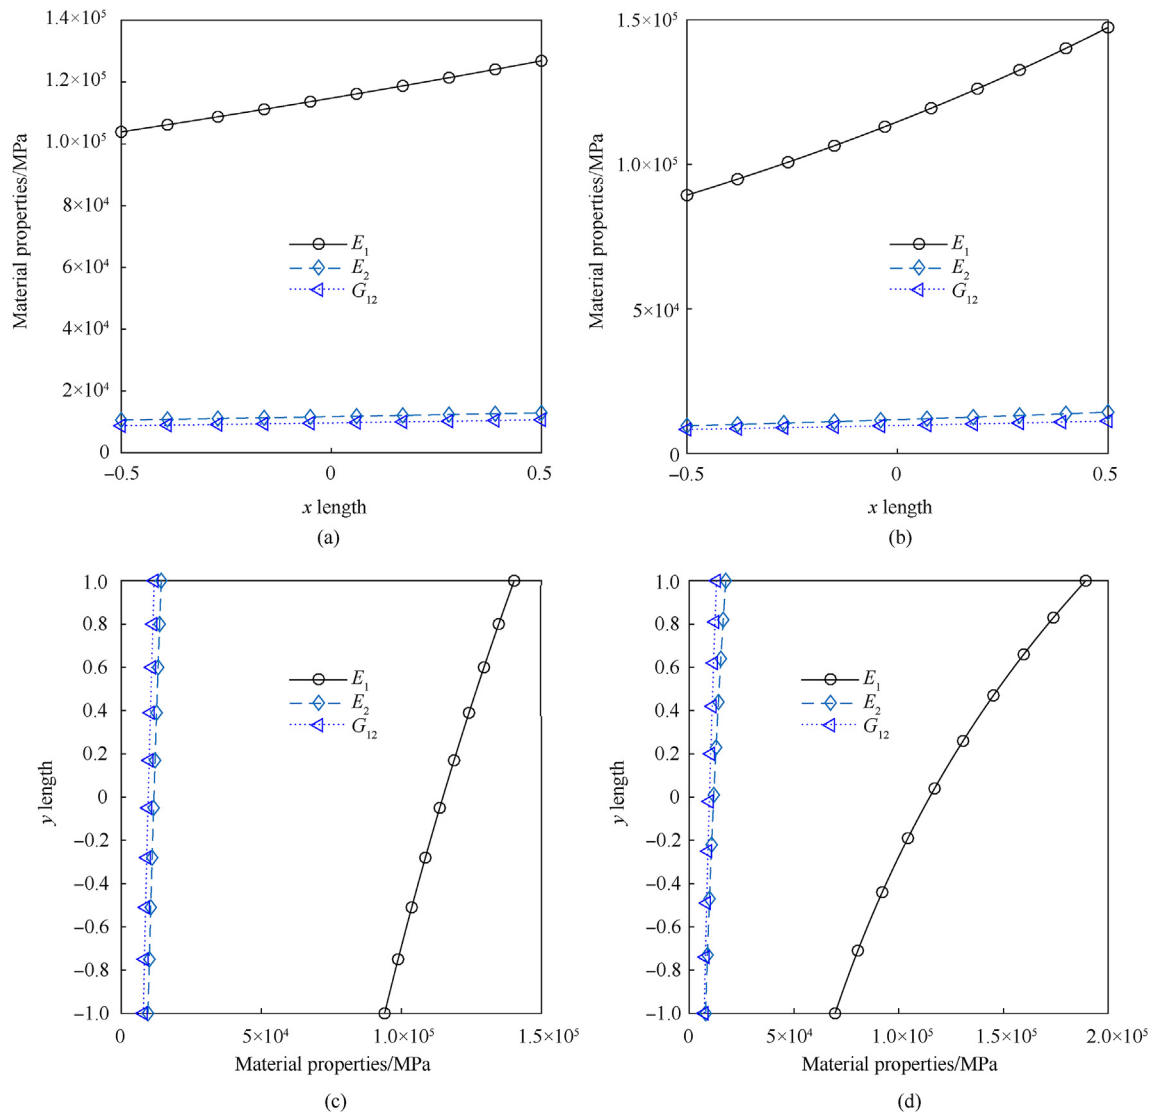 1.4×10⁵
1.2×10⁵
1.0×10⁵
8×10⁴
6×10⁴
4×10⁴
2×10⁴
0
Material properties/MPa
E₁
E₂
G₁₂
−0.5
0
0.5
x length
(a)
1.5×10⁵
1.0×10⁵
5×10⁴
0
Material properties/MPa
E₁
E₂
G₁₂
−0.5
0
0.5
x length
(b)
1.0
0.8
0.6
0.4
0.2
0
−0.2
−0.4
−0.6
−0.8
−1.0
y length
E₁
E₂
G₁₂
0
5×10⁴
1.0×10⁵
1.5×10⁵
Material properties/MPa
(c)
1.0
0.8
0.6
0.4
0.2
0
−0.2
−0.4
−0.6
−0.8
−1.0
y length
E₁
E₂
G₁₂
0
5×10⁴
1.0×10⁵
1.5×10⁵
2.0×10⁵
Material properties/MPa
(d)